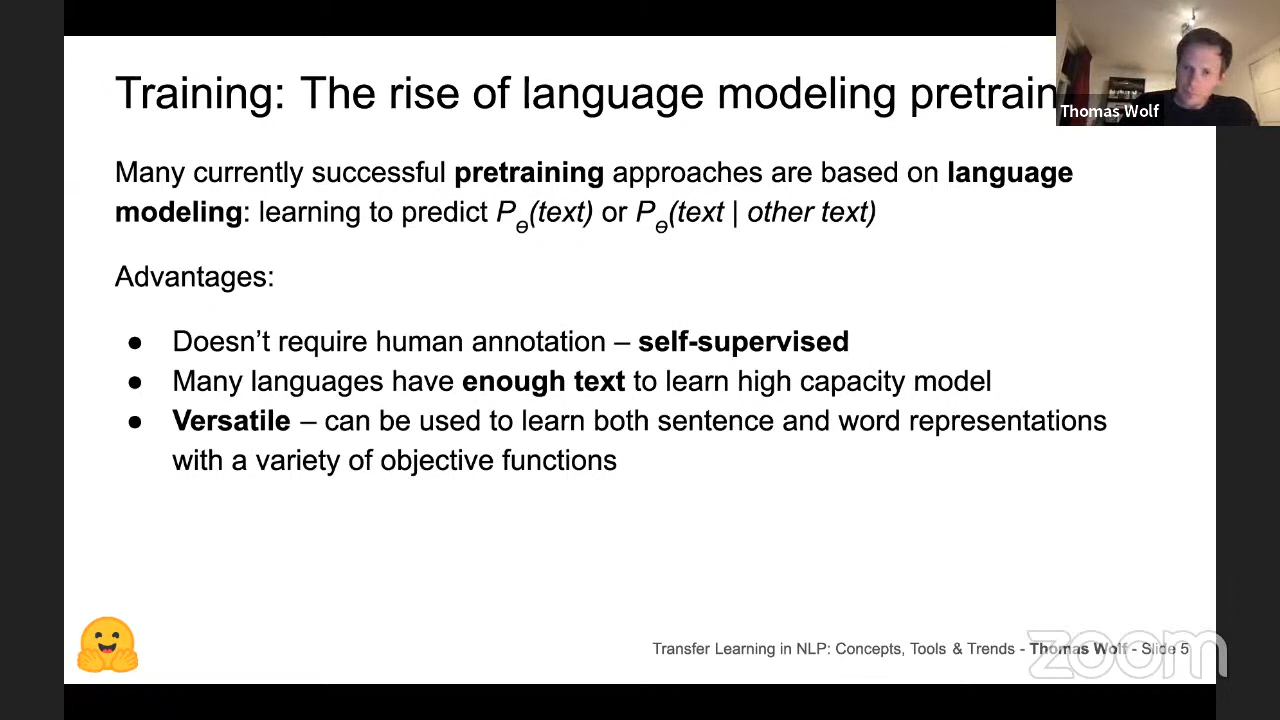 Training: The rise of language modeling pretrain
Thomas Wolf
Many currently successful pretraining approaches are based on language
modeling: learning to predict Pɵ(text) or Pɵ(text | other text)
Advantages:
● Doesn’t require human annotation – self-supervised
● Many languages have enough text to learn high capacity model
● Versatile – can be used to learn both sentence and word representations
with a variety of objective functions
Transfer Learning in NLP: Concepts, Tools & Trends - Thomas Wolf - Slide 5
zoom